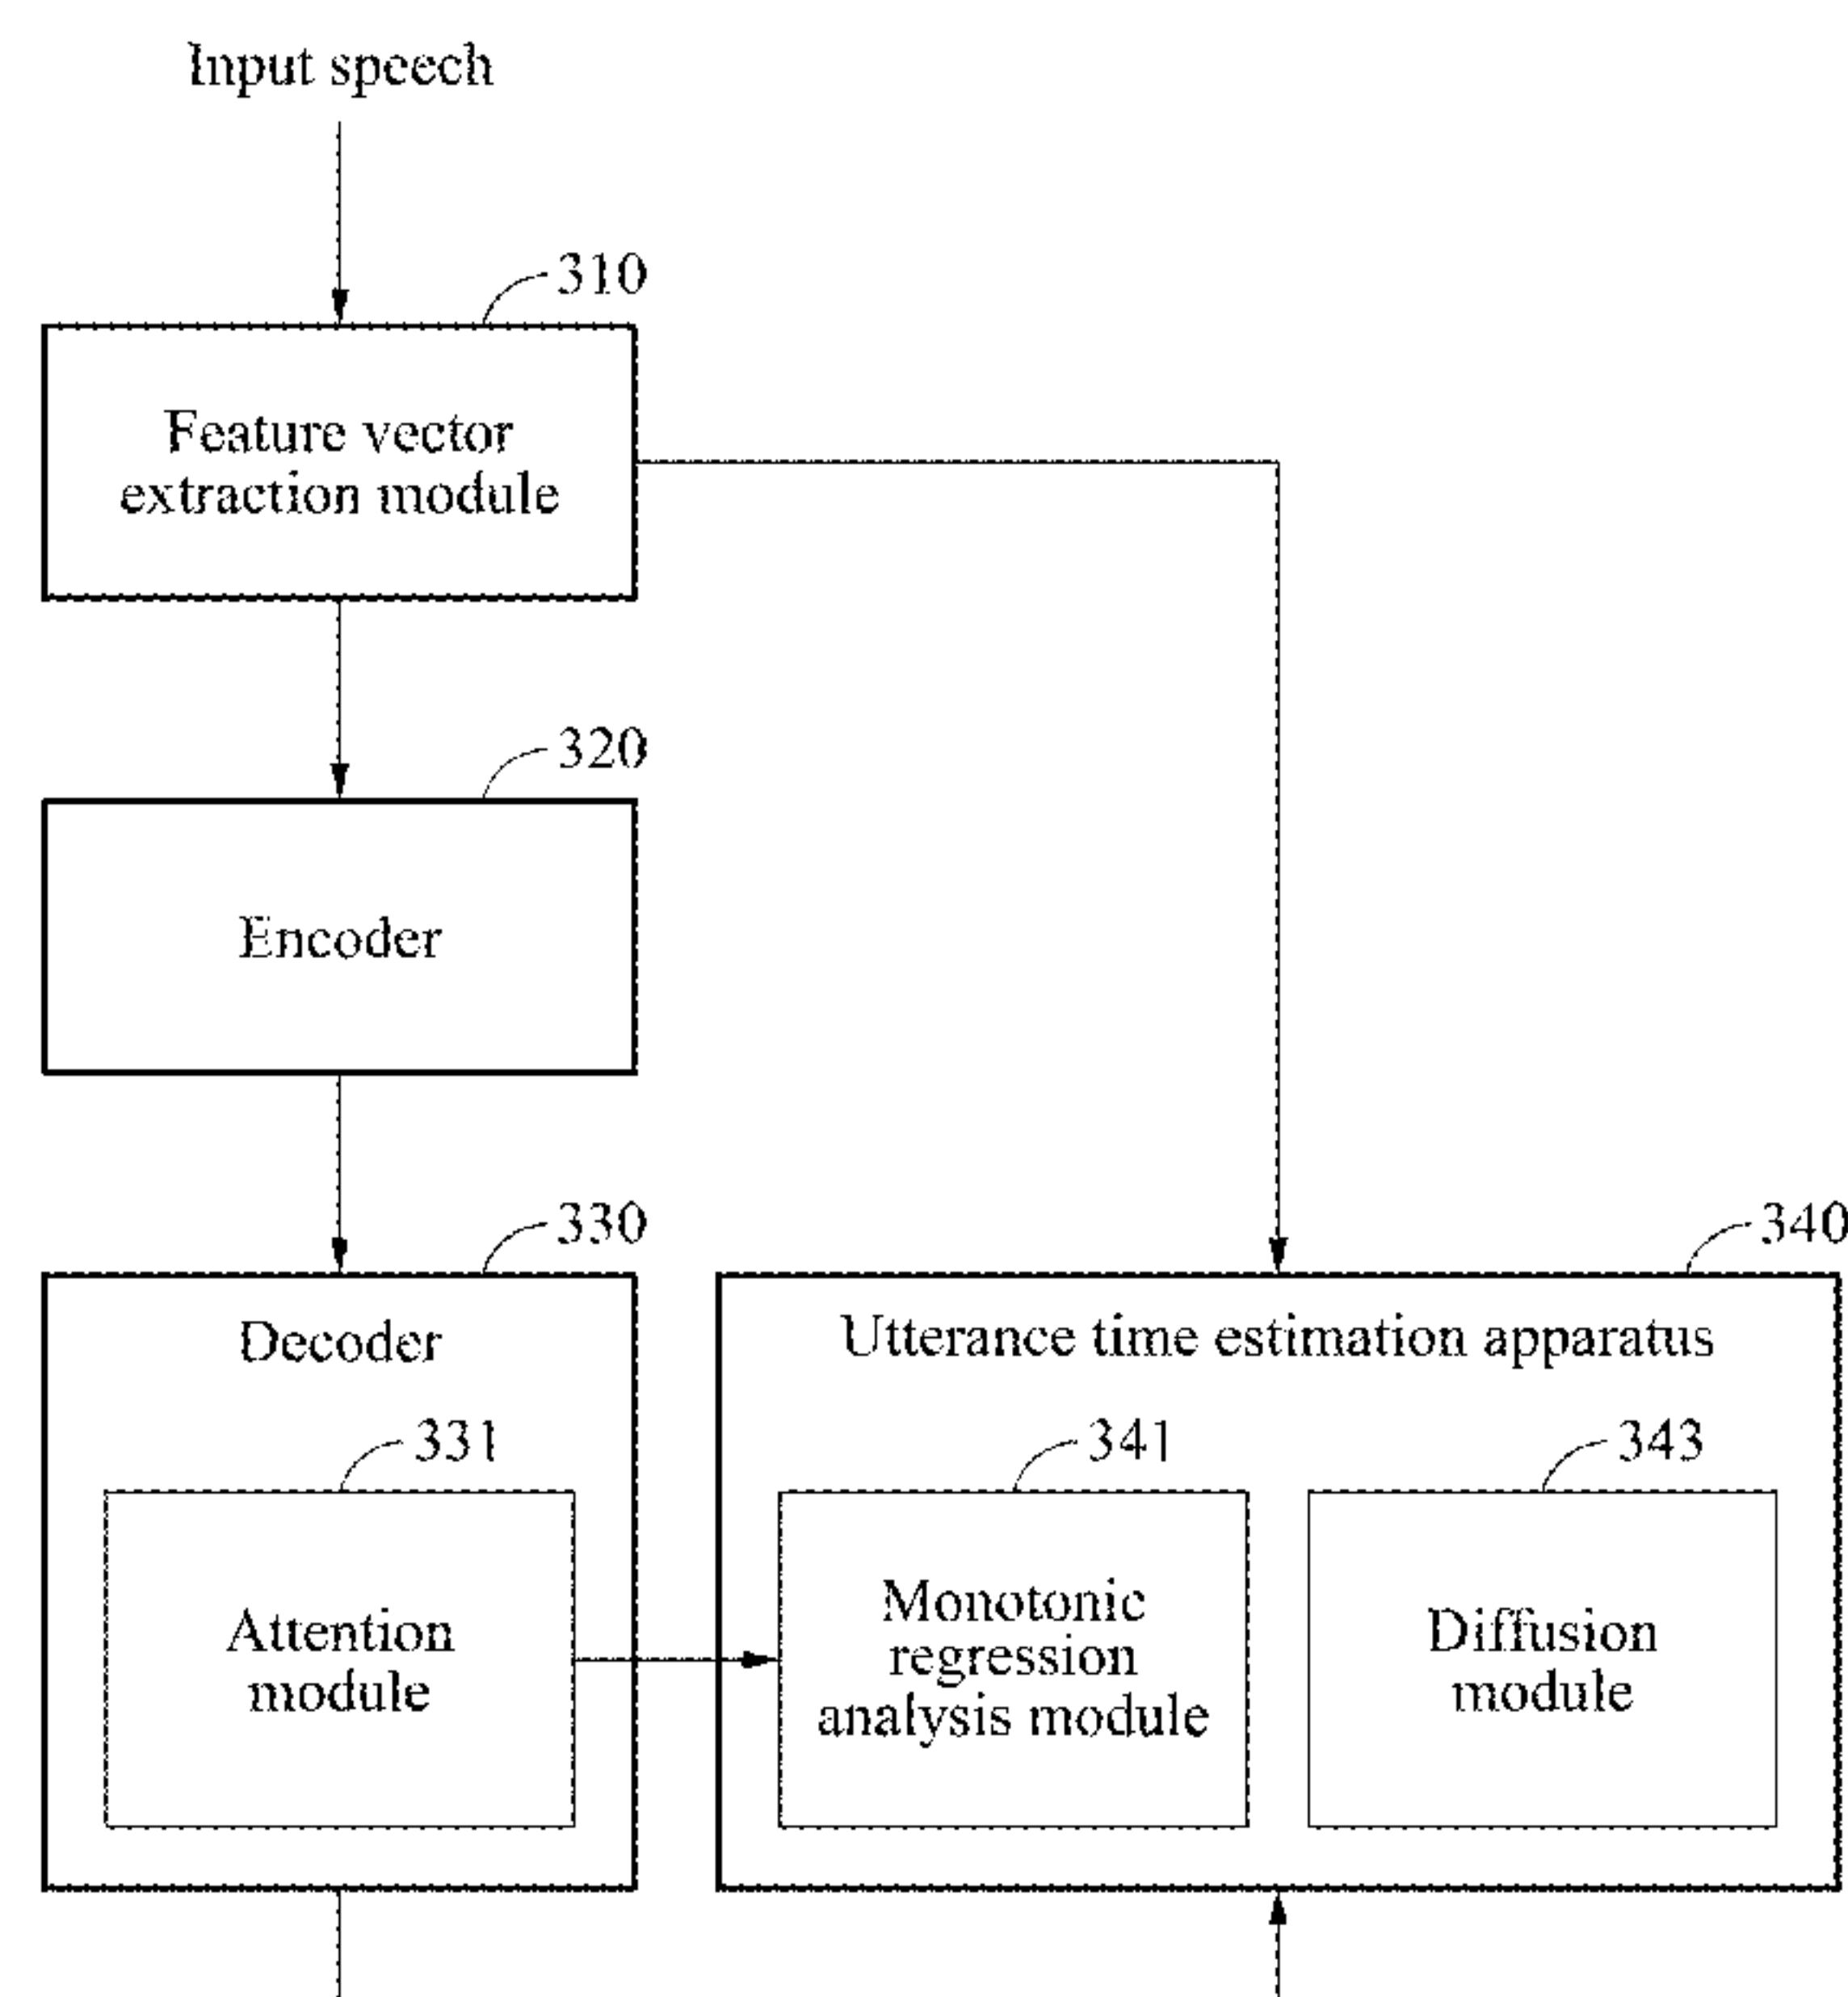 Input speech
310
Feature vector
extraction module
320
Encoder
330
Decoder
331
Attention
module
340
Utterance time estimation apparatus
341
Monotonic
regression
analysis module
343
Diffusion
module